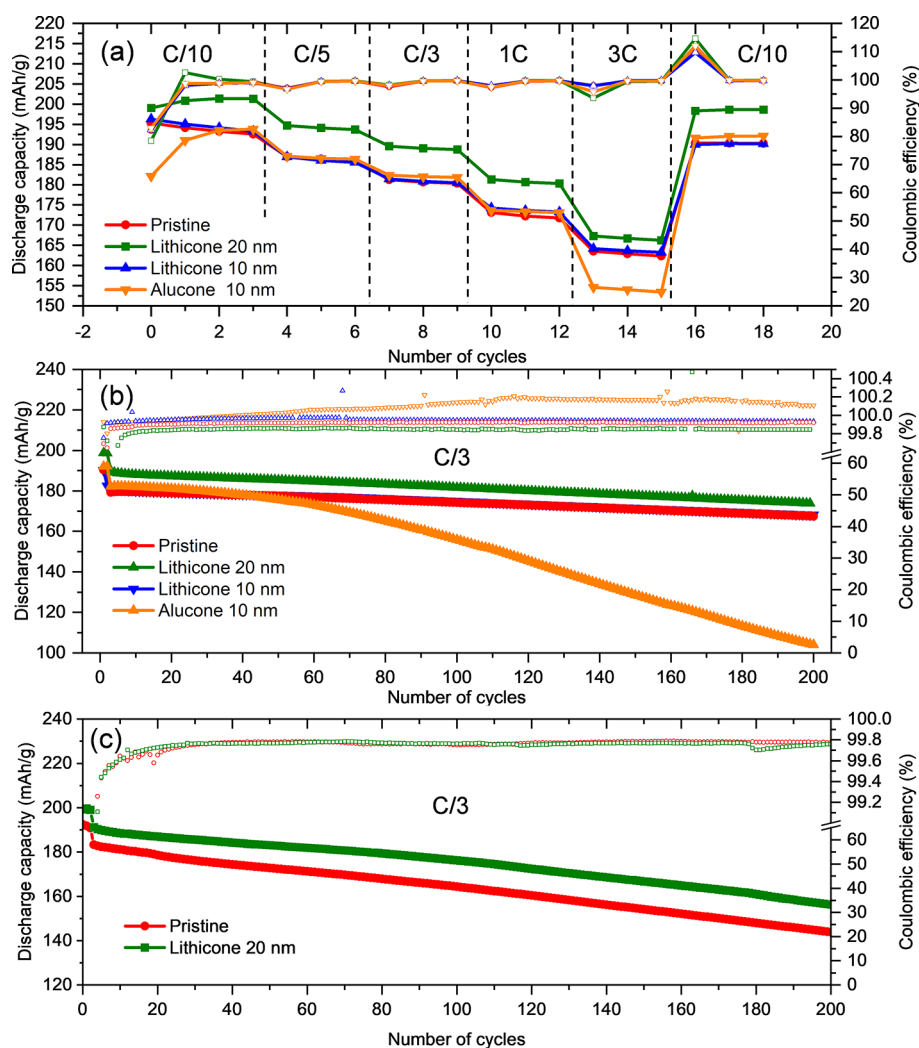 (a)
C/10 C/5 C/3 1C 3C C/10
Discharge capacity (mAh/g)
220
215
210
205
200
195
190
185
180
175
170
165
160
155
150
Pristine
Lithicone 20 nm
Lithicone 10 nm
Alucone 10 nm
120
110
100
90
80
70
60
50
40
30
20
Coulombic efficiency (%)
-2 0 2 4 6 8 10 12 14 16 18 20
Number of cycles
(b)
C/3
Discharge capacity (mAh/g)
240
220
200
180
160
140
120
100
Pristine
Lithicone 20 nm
Lithicone 10 nm
Alucone 10 nm
100.4
100.0
99.8
60
50
40
30
20
10
0
Coulombic efficiency (%)
0 20 40 60 80 100 120 140 160 180 200
Number of cycles
(c)
C/3
Discharge capacity (mAh/g)
240
220
200
180
160
140
120
Pristine
Lithicone 20 nm
100.0
99.8
99.6
99.4
99.2
60
50
40
30
20
10
0
Coulombic efficiency (%)
0 20 40 60 80 100 120 140 160 180 200
Number of cycles